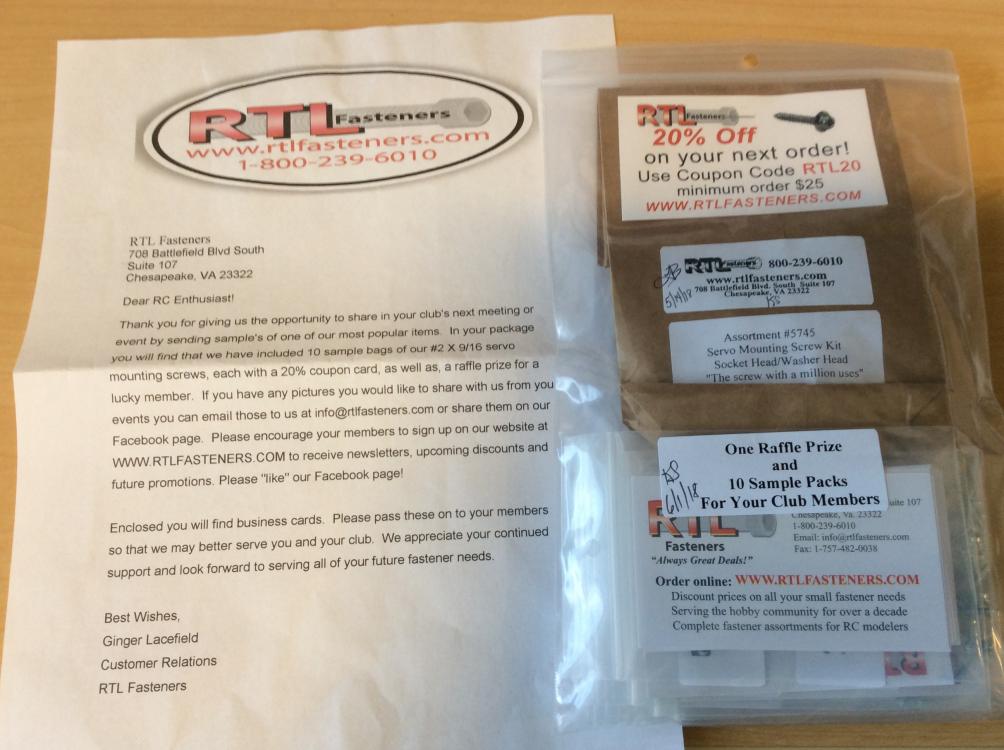 RTL Fasteners
www.rtlfasteners.com
1-800-239-6010
RTL Fasteners
708 Battlefield Blvd South
Suite 107
Chesapeake, VA 23322
Dear RC Enthusiast!
Thank you for giving us the opportunity to share in your club's next meeting or
event by sending sample's of one of our most popular items. In your package
you will find that we have included 10 sample bags of our #2 X 9/16 servo
mounting screws, each with a 20% coupon card, as well as, a raffle prize for a
lucky member. If you have any pictures you would like to share with us from you
events you can email those to us at info@rtlfasteners.com or share them on our
Facebook page. Please encourage your members to sign up on our website at
WWW.RTLFASTENERS.COM to receive newsletters, upcoming discounts and
future promotions. Please "like" our Facebook page!
Enclosed you will find business cards. Please pass these on to your members
so that we may better serve you and your club. We appreciate your continued
support and look forward to serving all of your future fastener needs.
Best Wishes,
Ginger Lacefield
Customer Relations
RTL Fasteners
RTL Fasteners
20% Off
on your next order!
Use Coupon Code RTL20
minimum order $25
WWW.RTLFASTENERS.COM
RTL Fasteners 800-239-6010
www.rtlfasteners.com
708 Battlefield Blvd. South Suite 107
Chesapeake, VA 23322
KS
Assortment #5745
Servo Mounting Screw Kit
Socket Head/Washer Head
"The screw with a million uses"
One Raffle Prize
and
10 Sample Packs
For Your Club Members
6/1/18
RTL
Fasteners
"Always Great Deals!"
uite 107
Chesapeake, Va. 23322
1-800-239-6010
Email: info@rtlfasteners.com
Fax: 1-757-482-0038
Order online: WWW.RTLFASTENERS.COM
Discount prices on all your small fastener needs
Serving the hobby community for over a decade
Complete fastener assortments for RC modelers